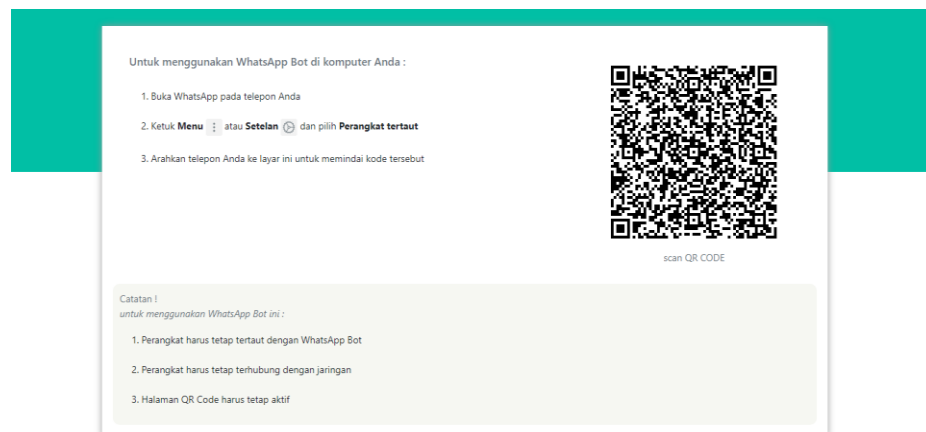 Untuk menggunakan WhatsApp Bot di komputer Anda :
1. Buka WhatsApp pada telepon Anda
2. Ketuk Menu atau Setelan dan pilih Perangkat tertaut
3. Arahkan telepon Anda ke layar ini untuk memindai kode tersebut
scan QR CODE
Catatan !
untuk menggunakan WhatsApp Bot ini :
1. Perangkat harus tetap tertaut dengan WhatsApp Bot
2. Perangkat harus tetap terhubung dengan jaringan
3. Halaman QR Code harus tetap aktif